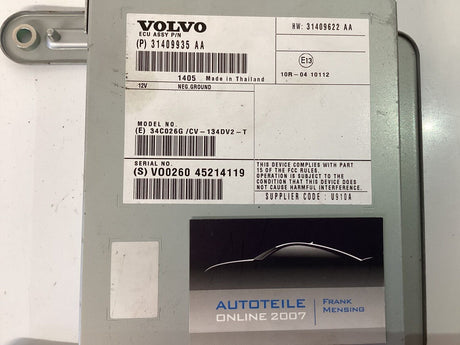 VOLVO
ECU ASSY P/N
(P) 31409935 AA
HW: 31409622 AA
E13
10R-04 10112
1405 Made in Thailand
12V NEG.GROUND
MODEL NO.
(E) 34C026G /CV-134DV2-T
SERIAL NO.
(S) VO0260 45214119
THIS DEVICE COMPLIES WITH PART
15 OF THE FCC RULES.
OPERATION IS SUBJECT TO THE
CONDITION THAT THIS DEVICE DOES
NOT CAUSE HARMFUL INTERFERENCE.
SUPPLIER CODE : U910A
AUTOTEILE
ONLINE 2007
FRANK
MENSING